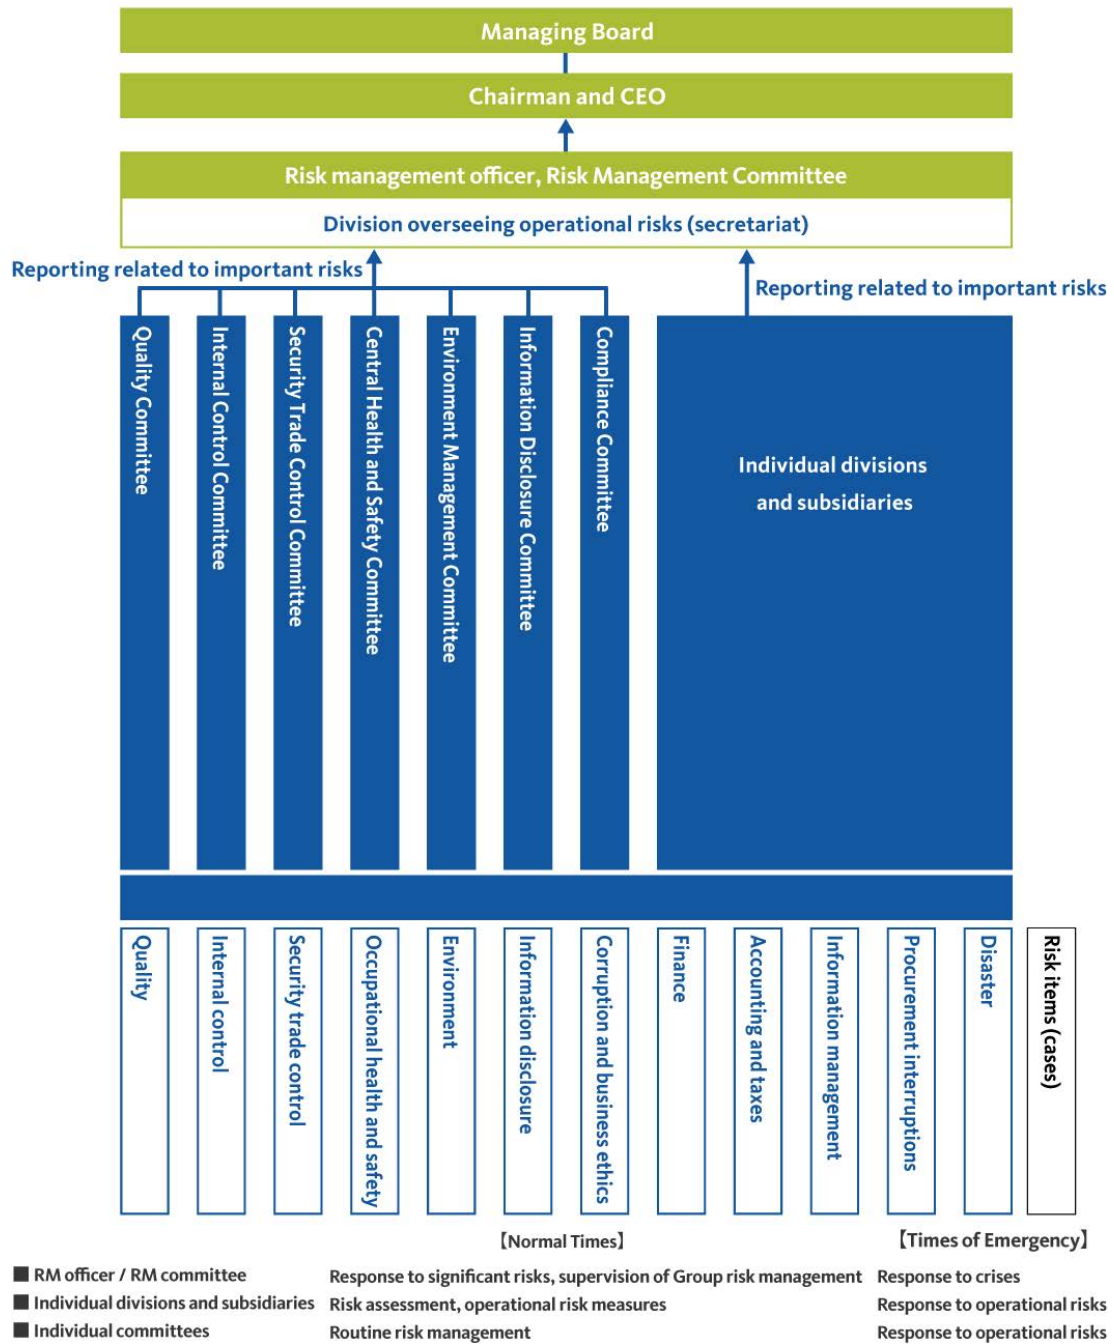 Managing Board
Chairman and CEO
Risk management officer, Risk Management Committee
Division overseeing operational risks (secretariat)
Reporting related to important risks
Reporting related to important risks
Quality Committee
Internal Control Committee
Security Trade Control Committee
Central Health and Safety Committee
Environment Management Committee
Information Disclosure Committee
Compliance Committee
Individual divisions
and subsidiaries
Quality
Internal control
Security trade control
Occupational health and safety
Environment
Information disclosure
Corruption and business ethics
Finance
Accounting and taxes
Information management
Procurement interruptions
Disaster
Risk items (cases)
【Normal Times】 【Times of Emergency】
■ RM officer / RM committee Response to significant risks, supervision of Group risk management Response to crises
■ Individual divisions and subsidiaries Risk assessment, operational risk measures Response to operational risks
■ Individual committees Routine risk management Response to operational risks